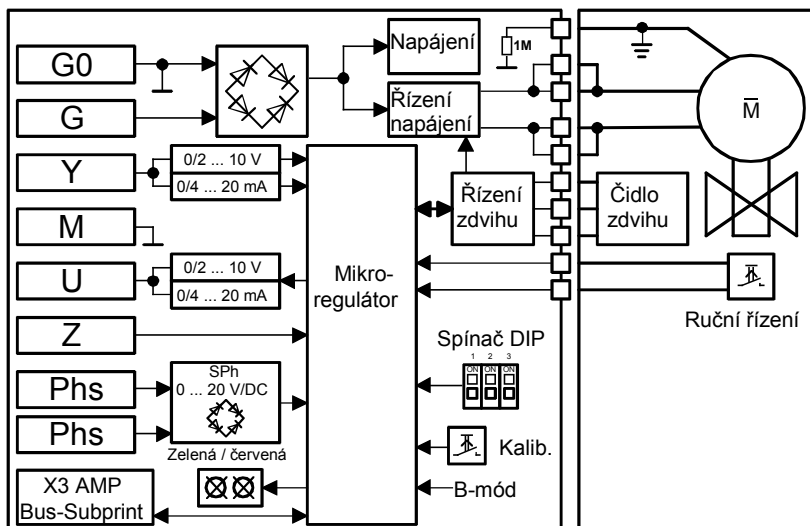 G0
G
Y
M
U
Z
Phs
Phs
X3 AMP
Bus-Subprint
0/2 ... 10 V
0/4 ... 20 mA
0/2 ... 10 V
0/4 ... 20 mA
SPh
0 ... 20 V/DC
Zelená / červená
Napájení
Řízení
napájení
Mikro-
regulátor
Řízení
zdvihu
1M
Spínač DIP
1 2 3
ON ON ON
Kalib.
B-mód
M
Čidlo
zdvihu
Ruční řízení